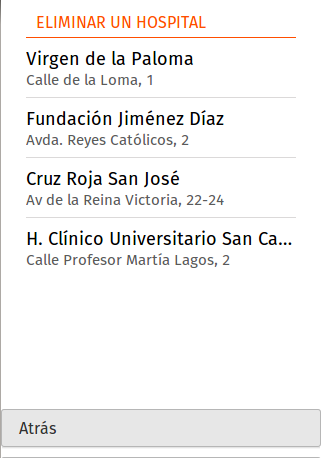 ELIMINAR UN HOSPITAL
Virgen de la Paloma
Calle de la Loma, 1
Fundación Jiménez Díaz
Avda. Reyes Católicos, 2
Cruz Roja San José
Av de la Reina Victoria, 22-24
H. Clínico Universitario San Ca...
Calle Profesor Martía Lagos, 2
Atrás